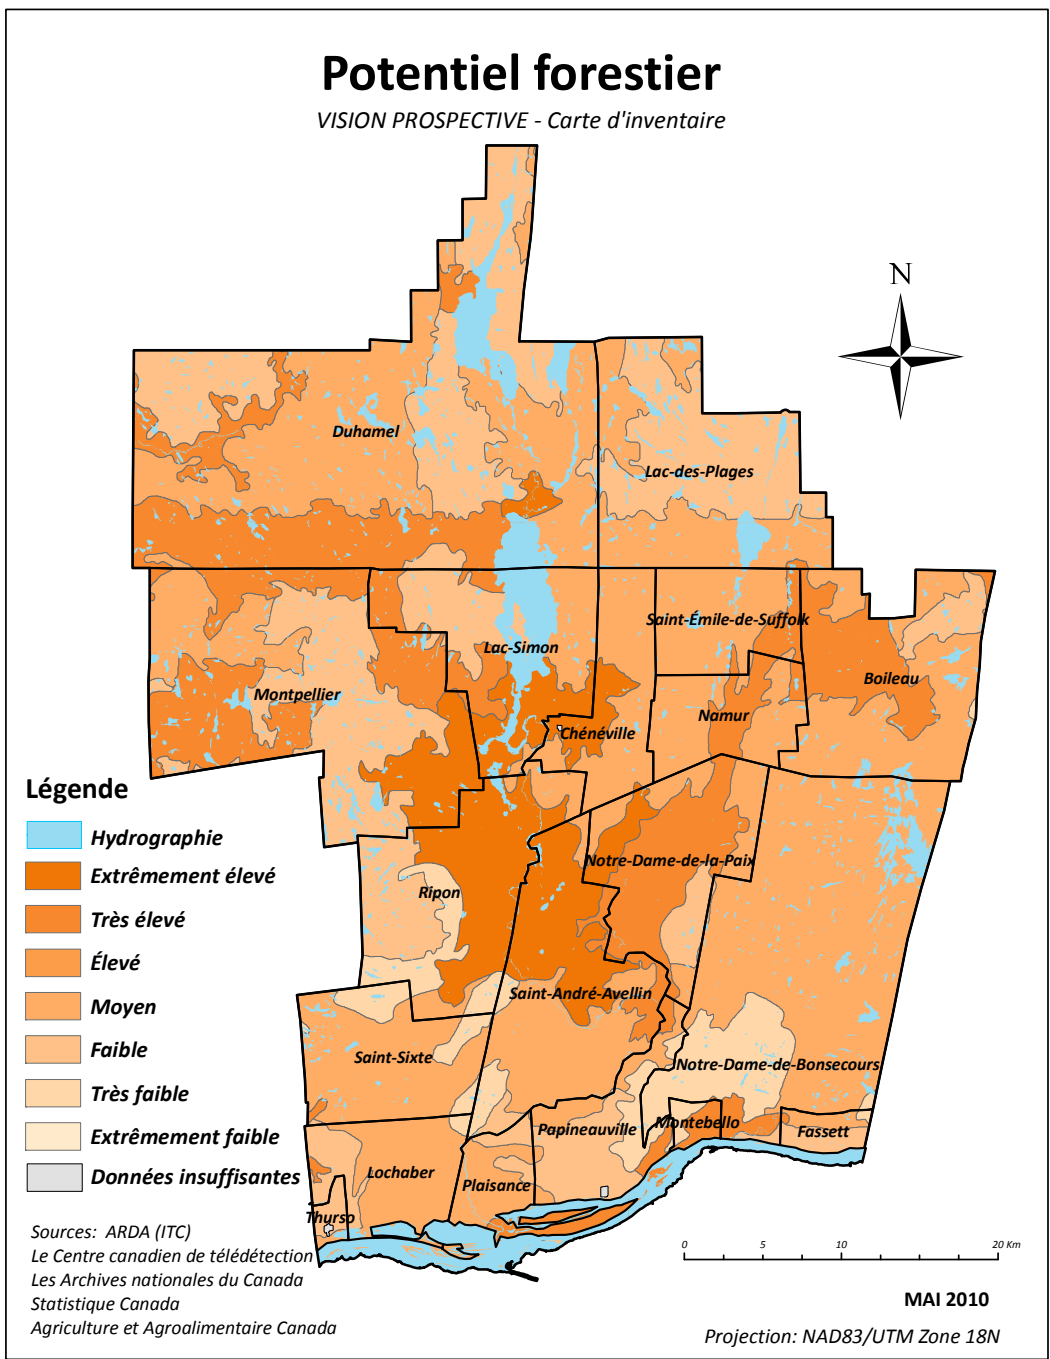 Potentiel forestier
VISION PROSPECTIVE - Carte d'inventaire
N
Duhamel
Lac-des-Plages
Saint-Émile-de-Suffolk
Lac-Simon
Boileau
Montpellier
Namur
Chénéville
Notre-Dame-de-la-Paix
Ripon
Saint-André-Avellin
Saint-Sixte
Notre-Dame-de-Bonsecours
Papineauville
Montebello
Fassett
Lochaber
Plaisance
Thurso
Légende
Hydrographie
Extrêmement élevé
Très élevé
Élevé
Moyen
Faible
Très faible
Extrêmement faible
Données insuffisantes
Sources: ARDA (ITC)
Le Centre canadien de télédétection
Les Archives nationales du Canada
Statistique Canada
Agriculture et Agroalimentaire Canada
0 5 10 20 Km
MAI 2010
Projection: NAD83/UTM Zone 18N